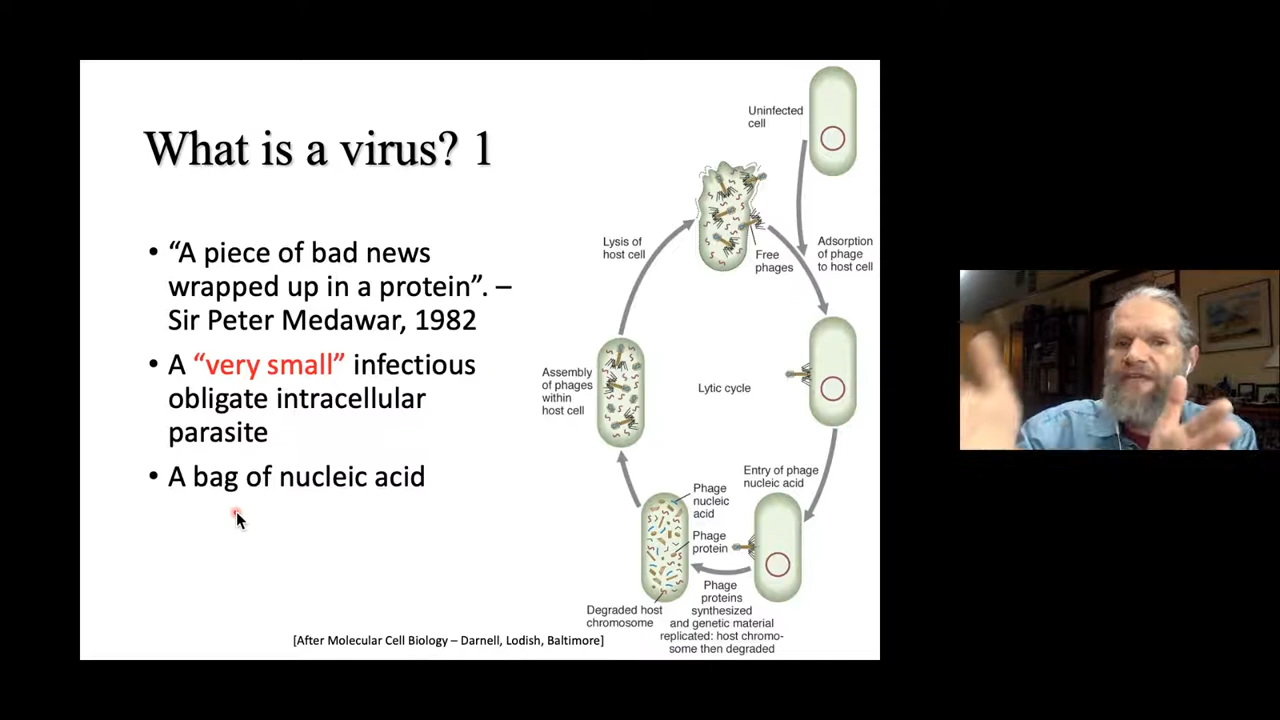 What is a virus? 1
• “A piece of bad news
wrapped up in a protein”. –
Sir Peter Medawar, 1982
• A “very small” infectious
obligate intracellular
parasite
• A bag of nucleic acid
Uninfected
cell
Lysis of
host cell
Free
phages
Adsorption
of phage
to host cell
Assembly
of phages
within
host cell
Lytic cycle
Entry of phage
nucleic acid
Phage
nucleic
acid
Phage
protein
Degraded host
chromosome
Phage
proteins
synthesized
and genetic material
replicated: host chromo-
some then degraded
[After Molecular Cell Biology – Darnell, Lodish, Baltimore]